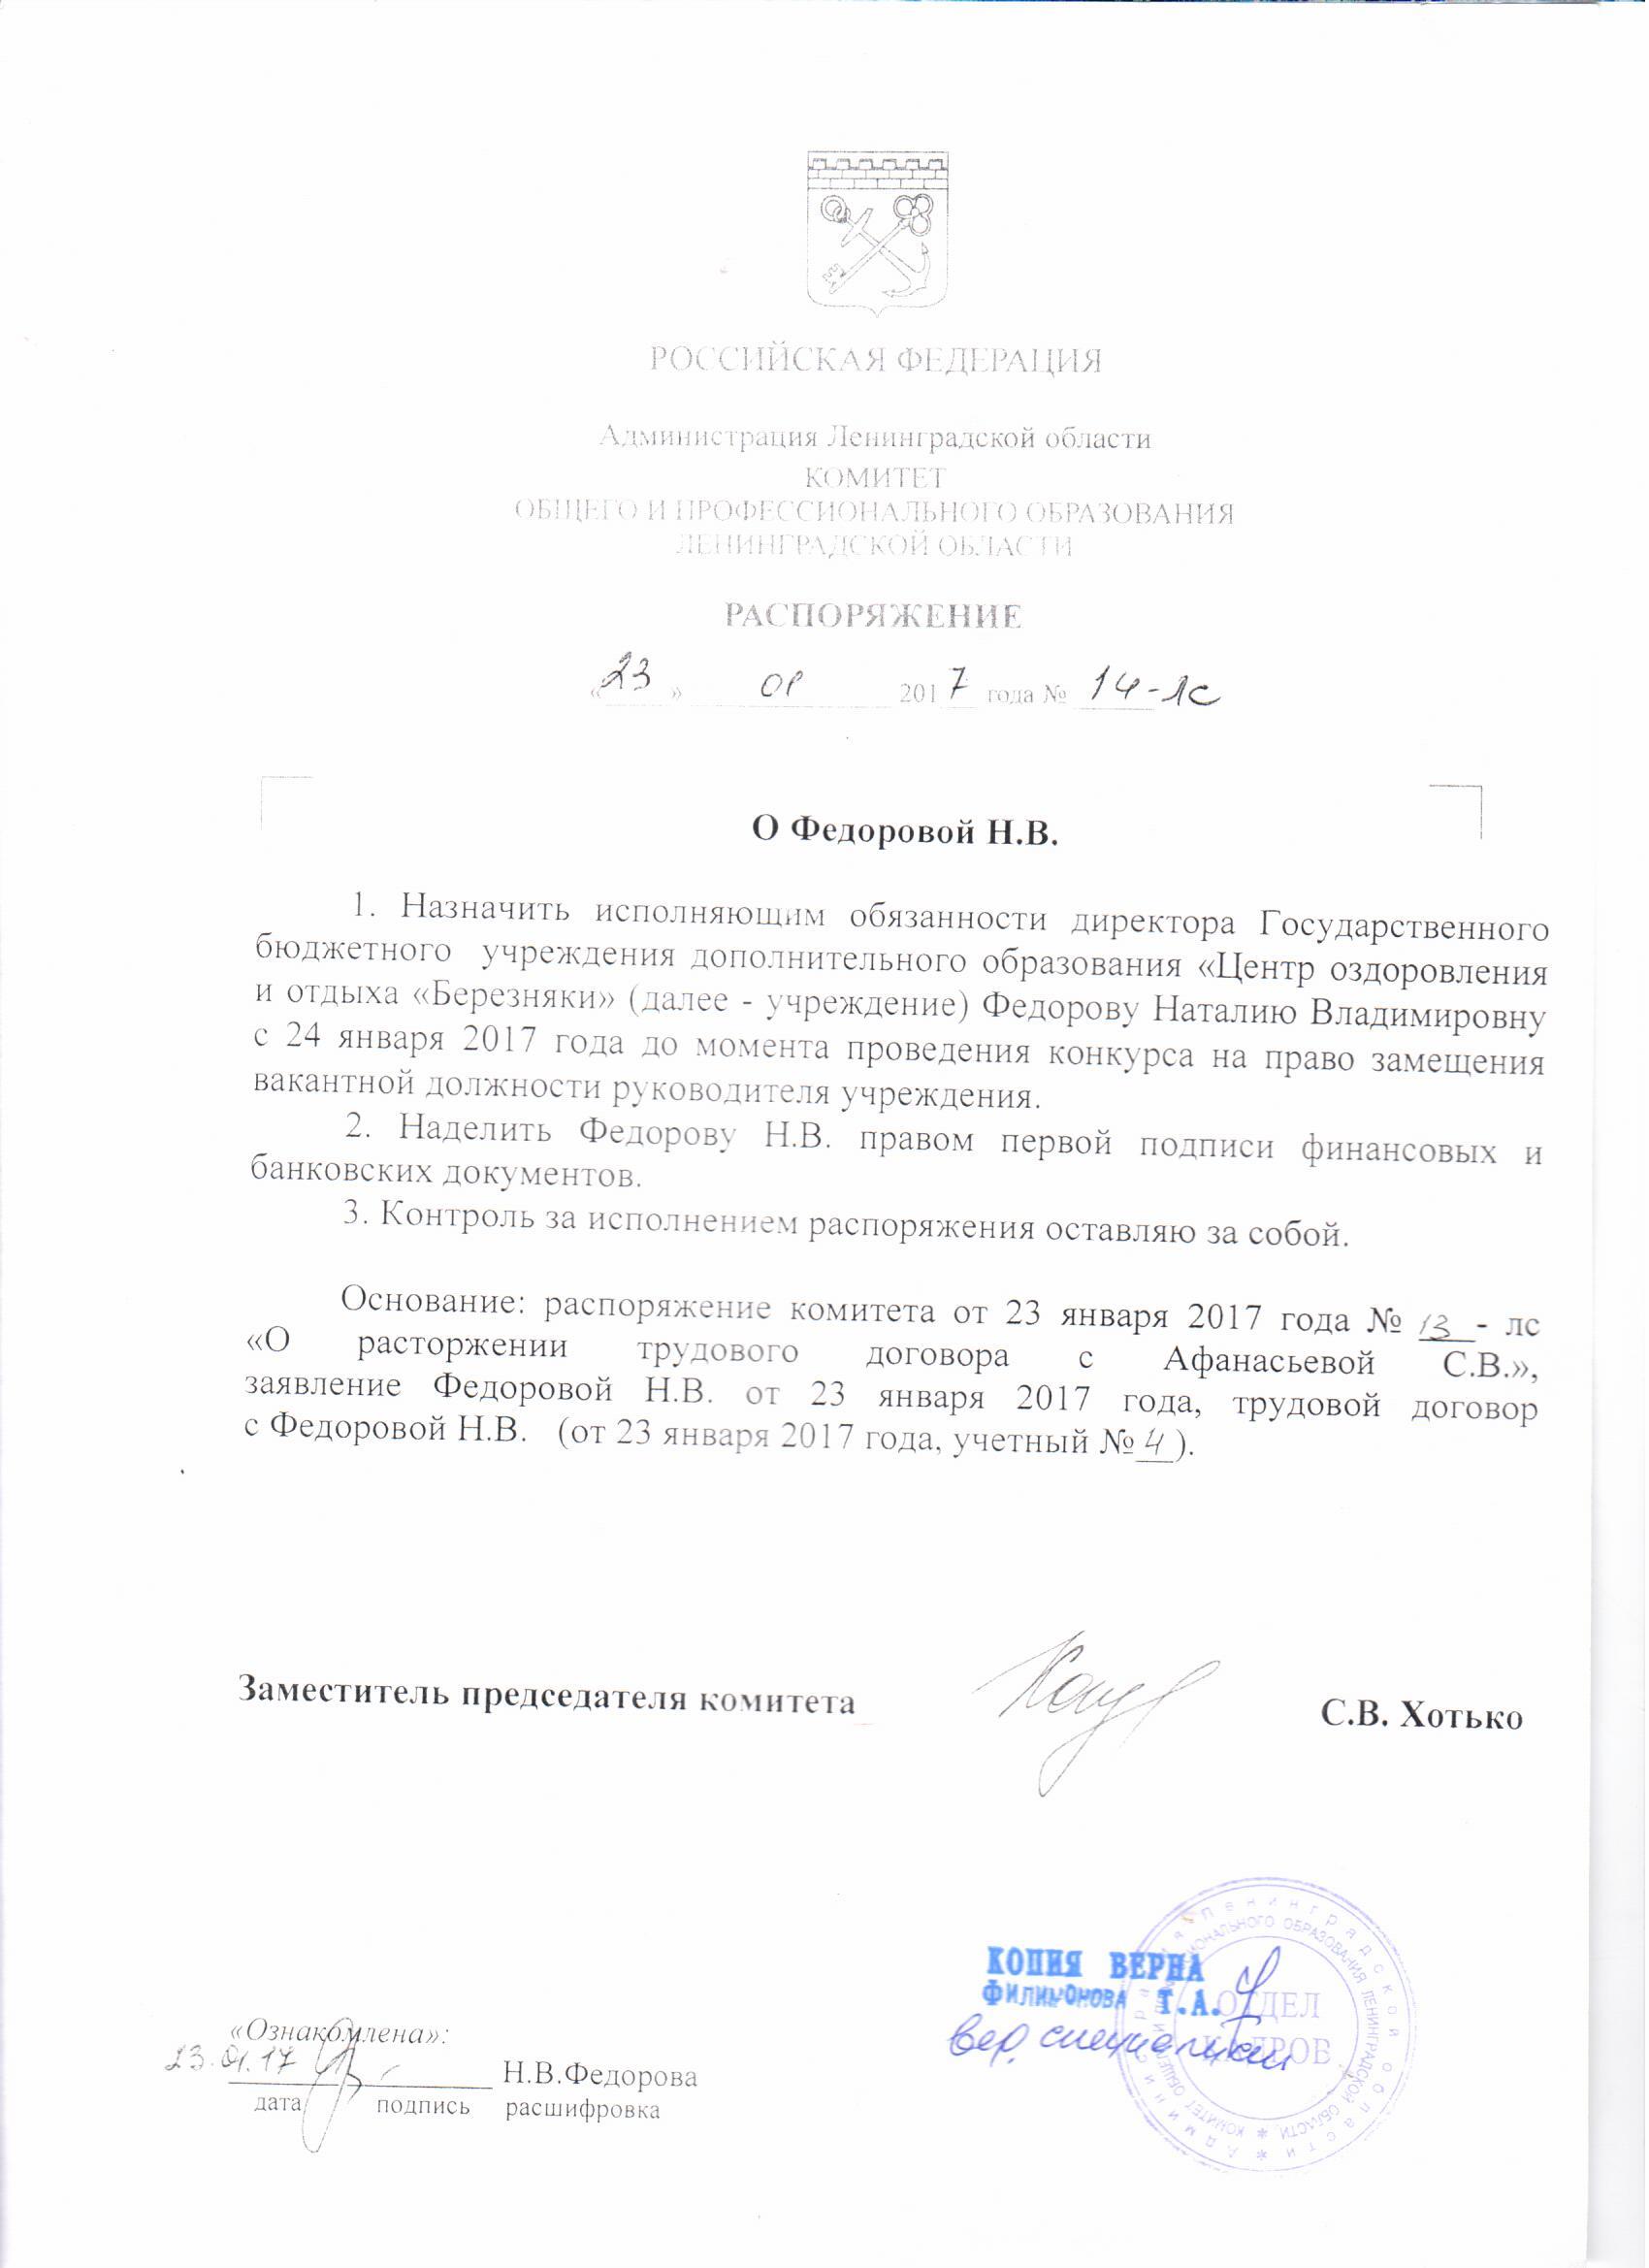 РОССИЙСКАЯ ФЕДЕРАЦИЯ
Администрация Ленинградской области
КОМИТЕТ
ОБЩЕГО И ПРОФЕССИОНАЛЬНОГО ОБРАЗОВАНИЯ
ЛЕНИНГРАДСКОЙ ОБЛАСТИ
РАСПОРЯЖЕНИЕ
«23» 01 2017 года № 14-лс
О Федоровой Н.В.
1. Назначить исполняющим обязанности директора Государственного
бюджетного учреждения дополнительного образования «Центр оздоровления
и отдыха «Березняки» (далее - учреждение) Федорову Наталию Владимировну
с 24 января 2017 года до момента проведения конкурса на право замещения
вакантной должности руководителя учреждения.
2. Наделить Федорову Н.В. правом первой подписи финансовых и
банковских документов.
3. Контроль за исполнением распоряжения оставляю за собой.
Основание: распоряжение комитета от 23 января 2017 года № 13 - лс
«О расторжении трудового договора с Афанасьевой С.В.»,
заявление Федоровой Н.В. от 23 января 2017 года, трудовой договор
с Федоровой Н.В. (от 23 января 2017 года, учетный № 4 ).
Заместитель председателя комитета С.В. Хотько
КОПИЯ ВЕРНА
ФИЛИМОНОВА Т.А.
вед. специалист
ОТДЕЛ
КАДРОВ
Администрация Ленинградской области
КОМИТЕТ ОБЩЕГО И ПРОФЕССИОНАЛЬНОГО ОБРАЗОВАНИЯ ЛЕНИНГРАДСКОЙ ОБЛАСТИ
«Ознакомлена»:
23.01.17 Н.В.Федорова
дата подпись расшифровка